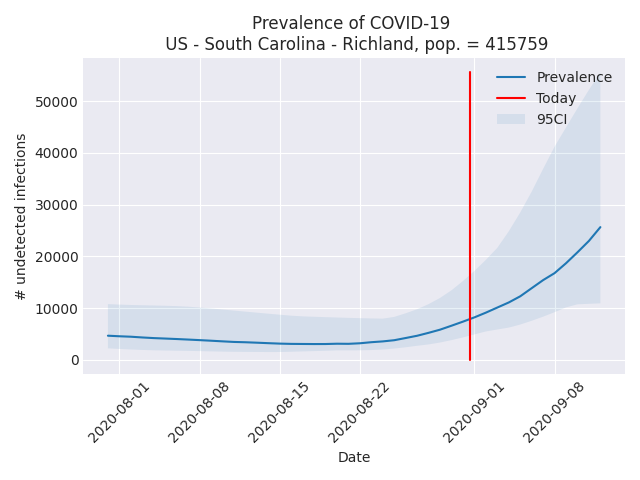 Prevalence of COVID-19
US - South Carolina - Richland, pop. = 415759
Prevalence
Today
95CI
50000
40000
30000
20000
10000
0
# undetected infections
2020-08-01
2020-08-08
2020-08-15
2020-08-22
2020-09-01
2020-09-08
Date